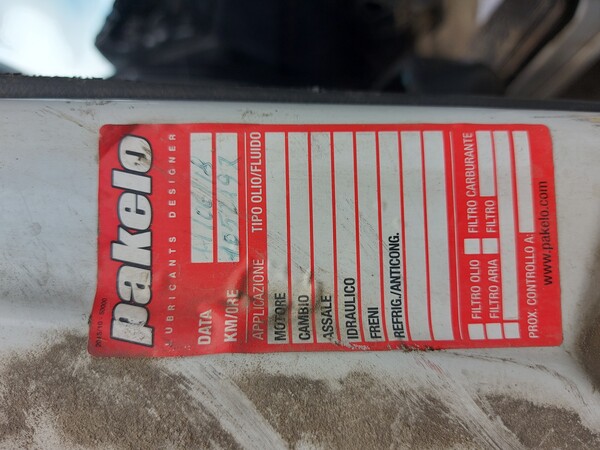 pakelo
LUBRICANTS DESIGNER
DATA
KM/ORE
APPLICAZIONE TIPO OLIO/FLUIDO
MOTORE
CAMBIO
ASSALE
IDRAULICO
FRENI
REFRIG./ANTICONG.
FILTRO OLIO FILTRO CARBURANTE
FILTRO ARIA FILTRO
PROX. CONTROLLO A:
www.pakelo.com